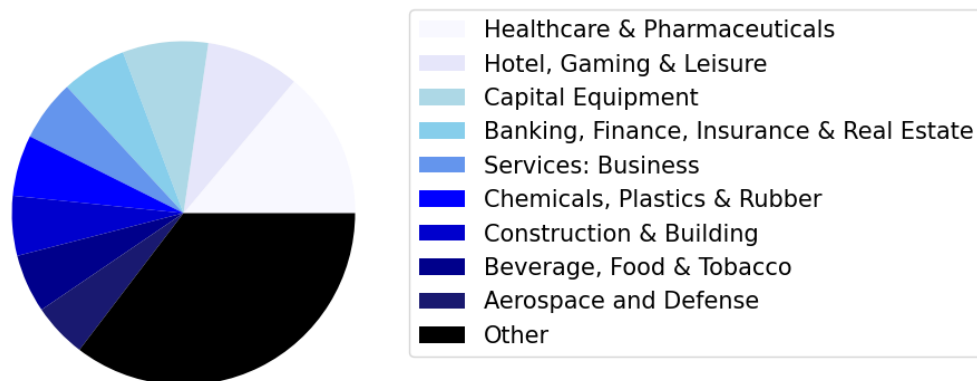 Healthcare & Pharmaceuticals
Hotel, Gaming & Leisure
Capital Equipment
Banking, Finance, Insurance & Real Estate
Services: Business
Chemicals, Plastics & Rubber
Construction & Building
Beverage, Food & Tobacco
Aerospace and Defense
Other